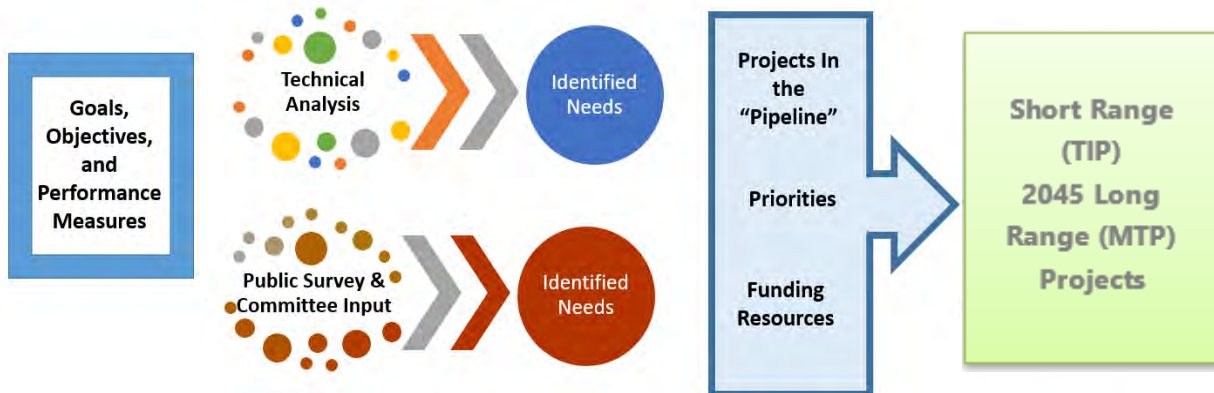 Goals,
Objectives,
and
Performance
Measures
Technical
Analysis
Identified
Needs
Public Survey &
Committee Input
Identified
Needs
Projects In
the
“Pipeline”
Priorities
Funding
Resources
Short Range
(TIP)
2045 Long
Range (MTP)
Projects